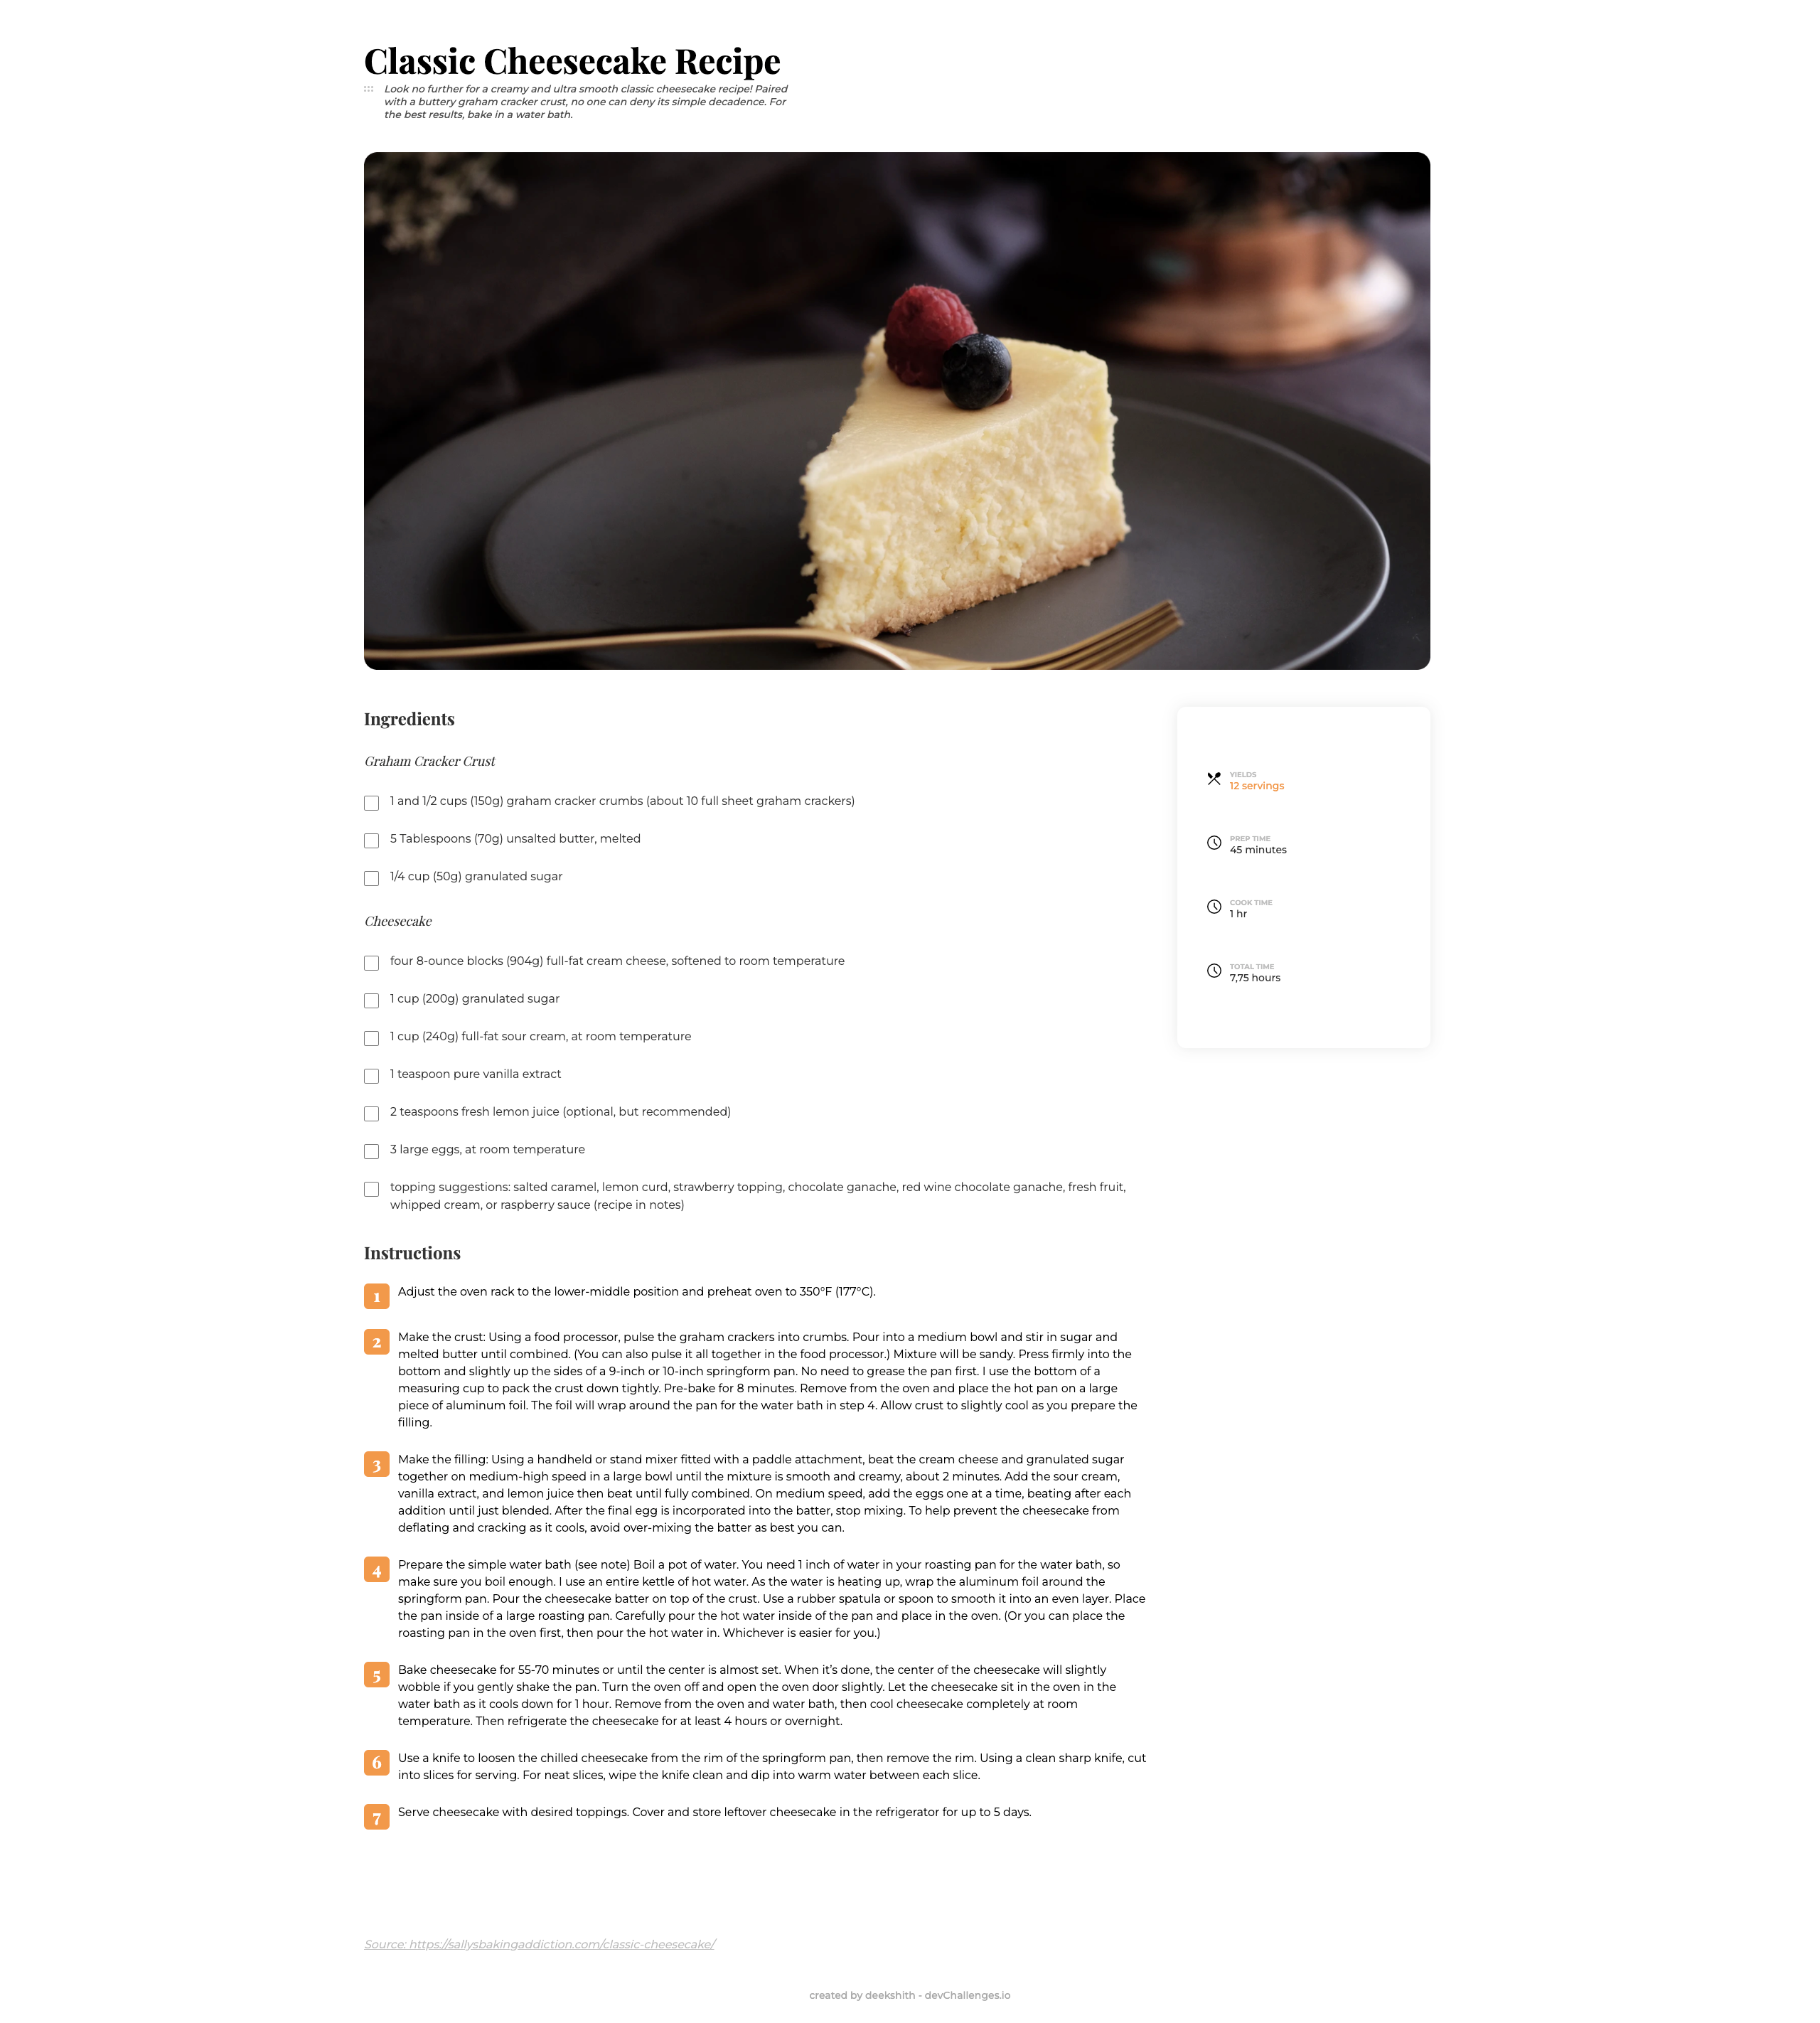 Classic Cheesecake Recipe
Look no further for a creamy and ultra smooth classic cheesecake recipe! Paired
with a buttery graham cracker crust, no one can deny its simple decadence. For
the best results, bake in a water bath.
Ingredients
Graham Cracker Crust
1 and 1/2 cups (150g) graham cracker crumbs (about 10 full sheet graham crackers)
5 Tablespoons (70g) unsalted butter, melted
1/4 cup (50g) granulated sugar
Cheesecake
four 8-ounce blocks (904g) full-fat cream cheese, softened to room temperature
1 cup (200g) granulated sugar
1 cup (240g) full-fat sour cream, at room temperature
1 teaspoon pure vanilla extract
2 teaspoons fresh lemon juice (optional, but recommended)
3 large eggs, at room temperature
topping suggestions: salted caramel, lemon curd, strawberry topping, chocolate ganache, red wine chocolate ganache, fresh fruit,
whipped cream, or raspberry sauce (recipe in notes)
YIELDS
12 servings
PREP TIME
45 minutes
COOK TIME
1 hr
TOTAL TIME
7,75 hours
Instructions
1 Adjust the oven rack to the lower-middle position and preheat oven to 350°F (177°C).
2 Make the crust: Using a food processor, pulse the graham crackers into crumbs. Pour into a medium bowl and stir in sugar and
melted butter until combined. (You can also pulse it all together in the food processor.) Mixture will be sandy. Press firmly into the
bottom and slightly up the sides of a 9-inch or 10-inch springform pan. No need to grease the pan first. I use the bottom of a
measuring cup to pack the crust down tightly. Pre-bake for 8 minutes. Remove from the oven and place the hot pan on a large
piece of aluminum foil. The foil will wrap around the pan for the water bath in step 4. Allow crust to slightly cool as you prepare the
filling.
3 Make the filling: Using a handheld or stand mixer fitted with a paddle attachment, beat the cream cheese and granulated sugar
together on medium-high speed in a large bowl until the mixture is smooth and creamy, about 2 minutes. Add the sour cream,
vanilla extract, and lemon juice then beat until fully combined. On medium speed, add the eggs one at a time, beating after each
addition until just blended. After the final egg is incorporated into the batter, stop mixing. To help prevent the cheesecake from
deflating and cracking as it cools, avoid over-mixing the batter as best you can.
4 Prepare the simple water bath (see note) Boil a pot of water. You need 1 inch of water in your roasting pan for the water bath, so
make sure you boil enough. I use an entire kettle of hot water. As the water is heating up, wrap the aluminum foil around the
springform pan. Pour the cheesecake batter on top of the crust. Use a rubber spatula or spoon to smooth it into an even layer. Place
the pan inside of a large roasting pan. Carefully pour the hot water inside of the pan and place in the oven. (Or you can place the
roasting pan in the oven first, then pour the hot water in. Whichever is easier for you.)
5 Bake cheesecake for 55-70 minutes or until the center is almost set. When it’s done, the center of the cheesecake will slightly
wobble if you gently shake the pan. Turn the oven off and open the oven door slightly. Let the cheesecake sit in the oven in the
water bath as it cools down for 1 hour. Remove from the oven and water bath, then cool cheesecake completely at room
temperature. Then refrigerate the cheesecake for at least 4 hours or overnight.
6 Use a knife to loosen the chilled cheesecake from the rim of the springform pan, then remove the rim. Using a clean sharp knife, cut
into slices for serving. For neat slices, wipe the knife clean and dip into warm water between each slice.
7 Serve cheesecake with desired toppings. Cover and store leftover cheesecake in the refrigerator for up to 5 days.
Source: https://sallysbakingaddiction.com/classic-cheesecake/
created by deekshith - devChallenges.io